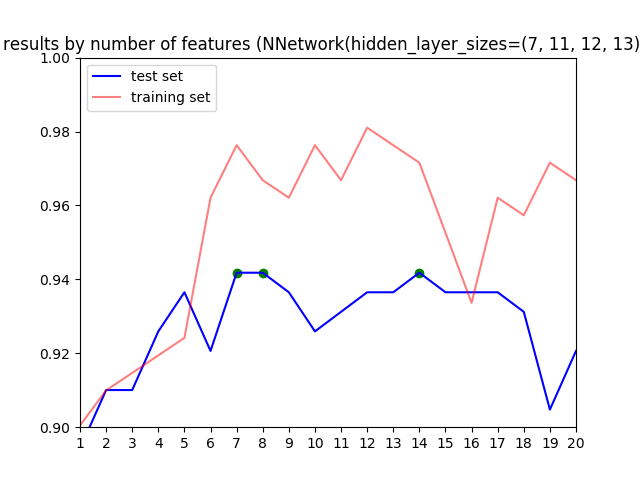 results by number of features (NNetwork(hidden_layer_sizes=(7, 11, 12, 13)
1.00
test set
training set
0.98
0.96
0.94
0.92
0.90
1 2 3 4 5 6 7 8 9 10 11 12 13 14 15 16 17 18 19 20